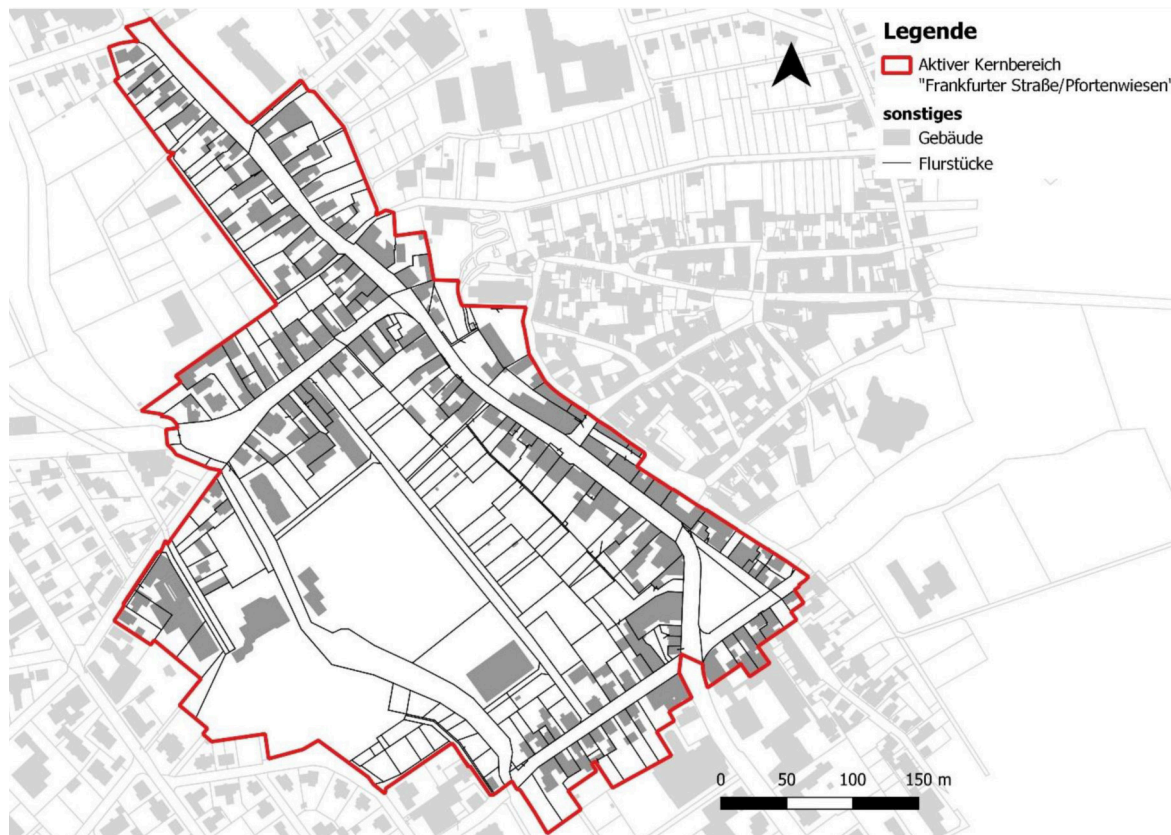 Legende
Aktiver Kernbereich
"Frankfurter Straße/Pfortenwiesen"
sonstiges
Gebäude
Flurstücke
0 50 100 150 m